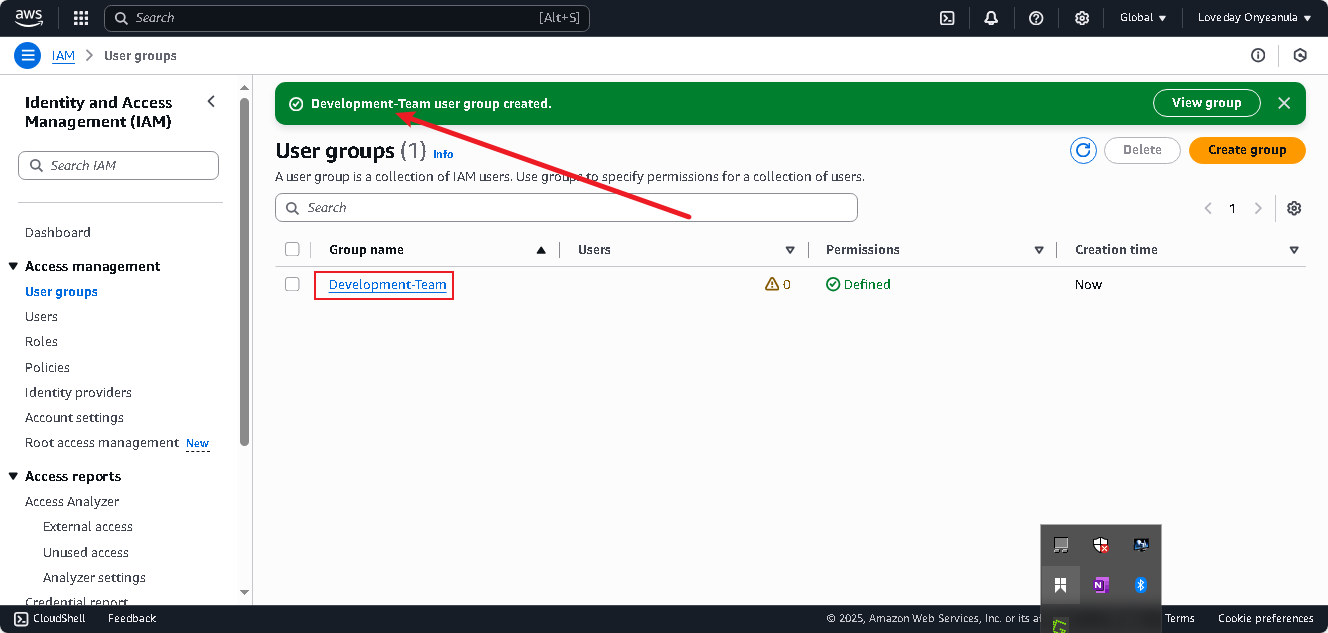 aws
Search [Alt+S]
Global ▼
Loveday Onyeanula ▼
IAM > User groups
Identity and Access
Management (IAM)
Search IAM
Dashboard
Access management
User groups
Users
Roles
Policies
Identity providers
Account settings
Root access management New
Access reports
Access Analyzer
External access
Unused access
Analyzer settings
Credential report
Development-Team user group created.
View group
User groups (1) Info
Delete
Create group
A user group is a collection of IAM users. Use groups to specify permissions for a collection of users.
Search
1
Group name Users Permissions Creation time
Development-Team 0 Defined Now
CloudShell Feedback © 2025, Amazon Web Services, Inc. or its Terms Cookie preferences